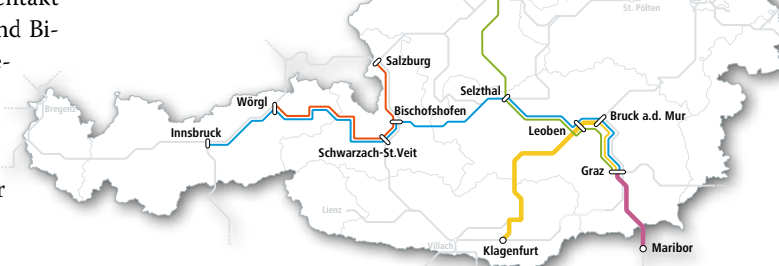 ntakt
nd Bi-
e-
r
St. Pölten
Salzburg
Selzthal
Wörgl
Bregenz
Bischofshofen
Bruck a.d. Mur
Innsbruck
Leoben
Schwarzach-St.Veit
Graz
Lienz
Villach
Klagenfurt
Maribor